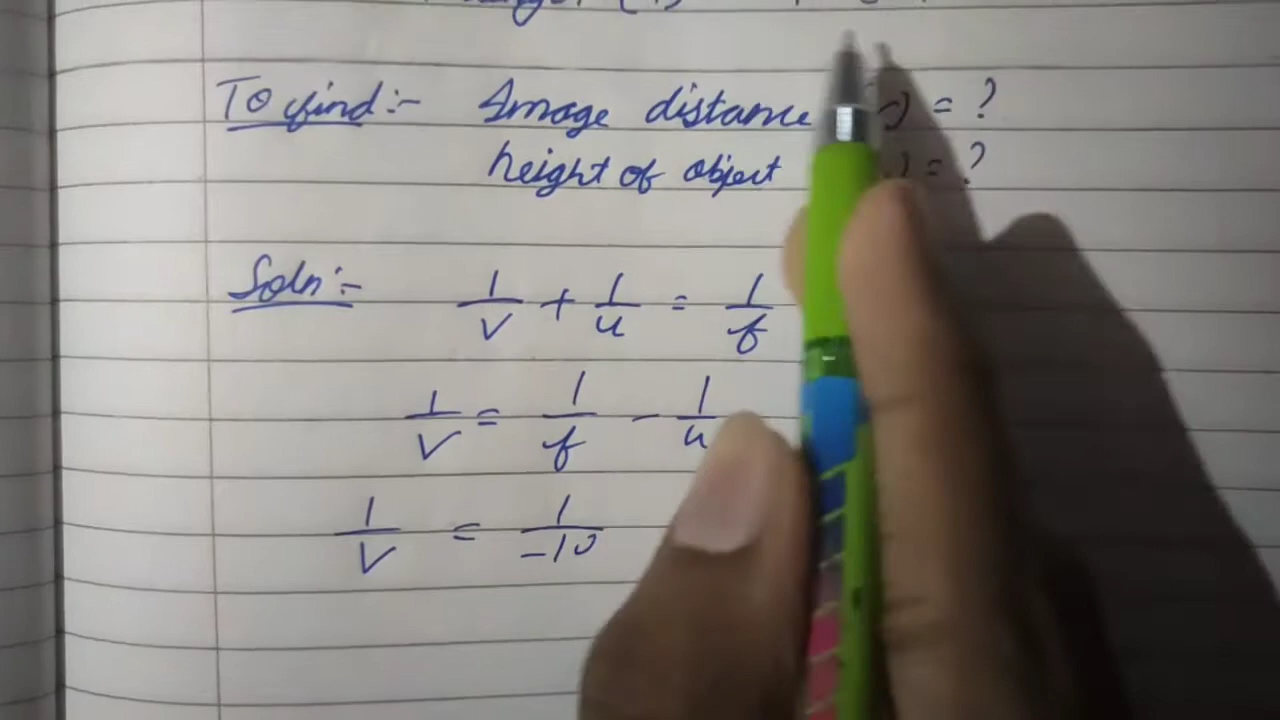 To find:- Image distance = ?
height of object = ?
Soln:- 1/v + 1/u = 1/f
1/v = 1/f - 1/u
1/v = 1/-10